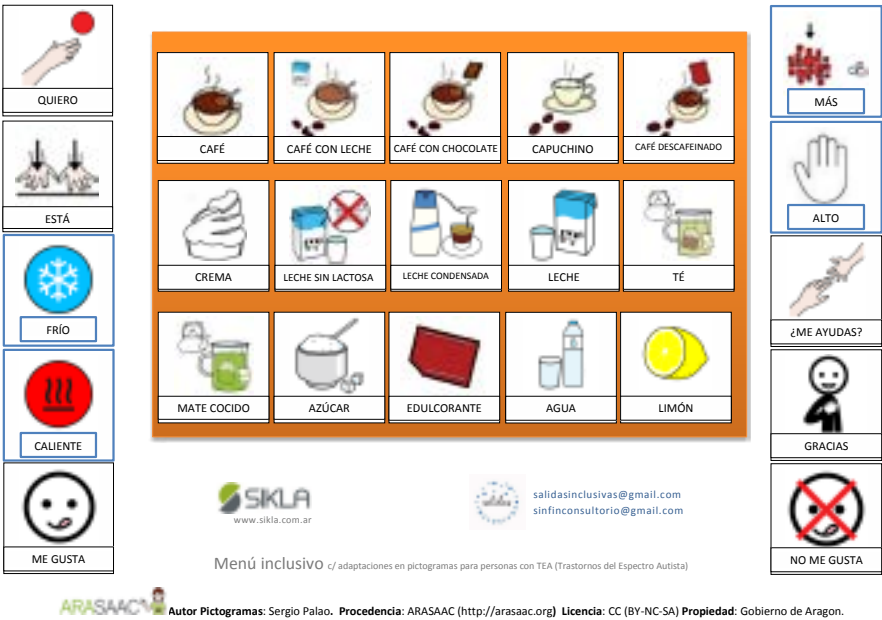 QUIERO
ESTÁ
FRÍO
CALIENTE
ME GUSTA
CAFÉ
CAFÉ CON LECHE
CAFÉ CON CHOCOLATE
CAPUCHINO
CAFÉ DESCAFEINADO
CREMA
LECHE SIN LACTOSA
LECHE CONDENSADA
LECHE
TÉ
MATE COCIDO
AZÚCAR
EDULCORANTE
AGUA
LIMÓN
MÁS
ALTO
¿ME AYUDAS?
GRACIAS
NO ME GUSTA
SIKLA
www.sikla.com.ar
salidas
salidasinclusivas@gmail.com
sinfinconsultorio@gmail.com
Menú inclusivo c/ adaptaciones en pictogramas para personas con TEA (Trastornos del Espectro Autista)
ARASAAC Autor Pictogramas: Sergio Palao. Procedencia: ARASAAC (http://arasaac.org) Licencia: CC (BY-NC-SA) Propiedad: Gobierno de Aragon.